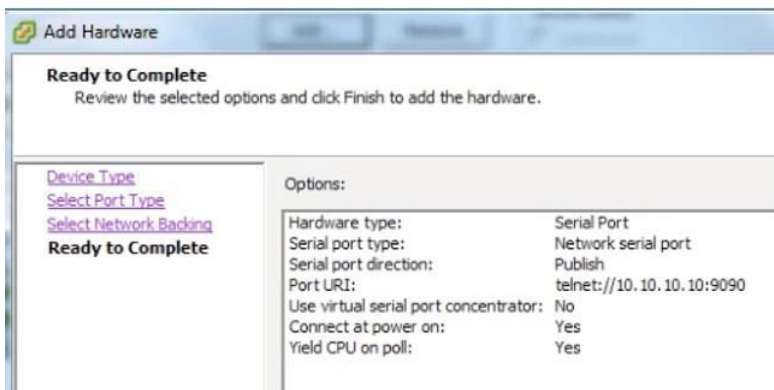 Add Hardware
Ready to Complete
Review the selected options and click Finish to add the hardware.
Device Type
Select Port Type
Select Network Backing
Ready to Complete
Options:
Hardware type: Serial Port
Serial port type: Network serial port
Serial port direction: Publish
Port URI: telnet://10.10.10.10:9090
Use virtual serial port concentrator: No
Connect at power on: Yes
Yield CPU on poll: Yes